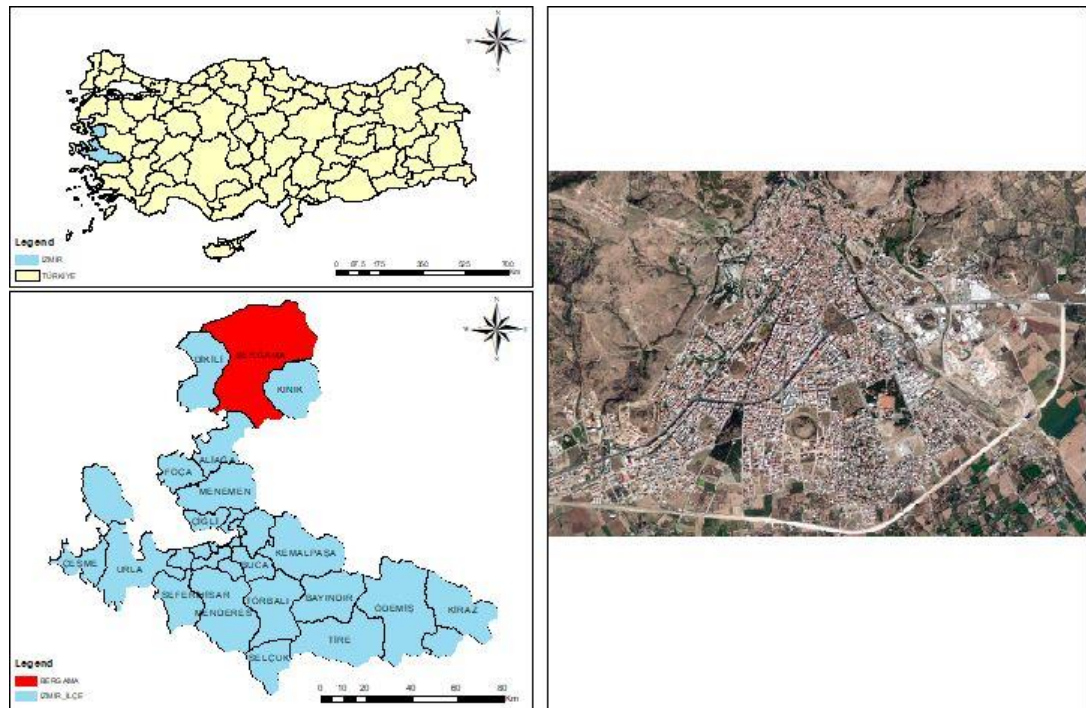 N
W E
S
Legend
IZMİR
TÜRKİYE
0 87.5 175 350 525 700
Km
N
W E
S
DİKİLİ
BERGAMA
KINIK
ALİAĞA
FOÇA
MENEMEN
ÇİĞLİ
KEMALPAŞA
ÇEŞME
URLA
BUCA
SEFERİHİSAR
MENDERES
TORBALI
BAYINDIR
ÖDEMİŞ
KİRAZ
TİRE
SELÇUK
Legend
BERGAMA
IZMİR_İLÇE
0 10 20 40 60 80
Km